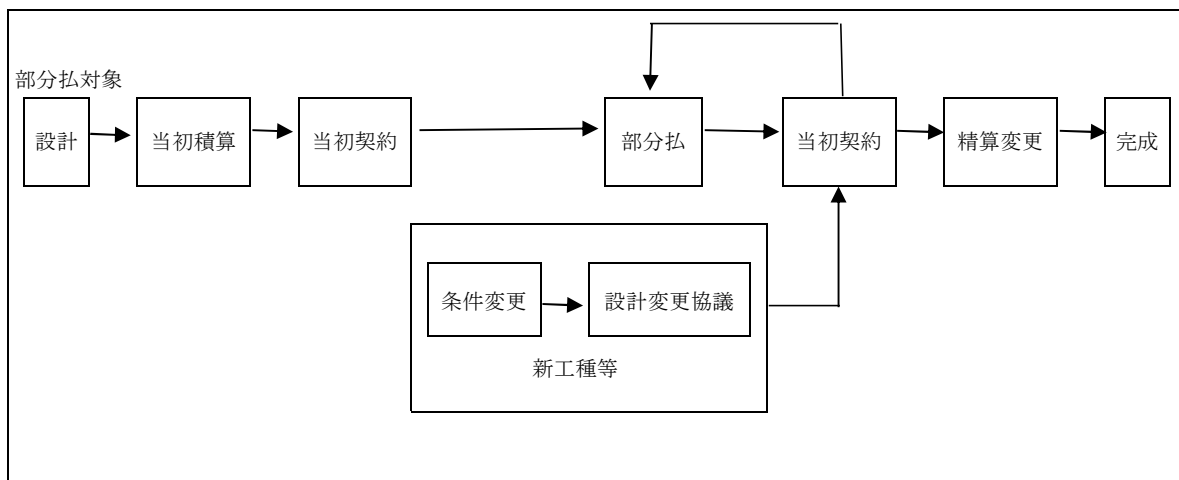 部分払対象
設計
当初積算
当初契約
部分払
当初契約
精算変更
完成
条件変更
設計変更協議
新工種等